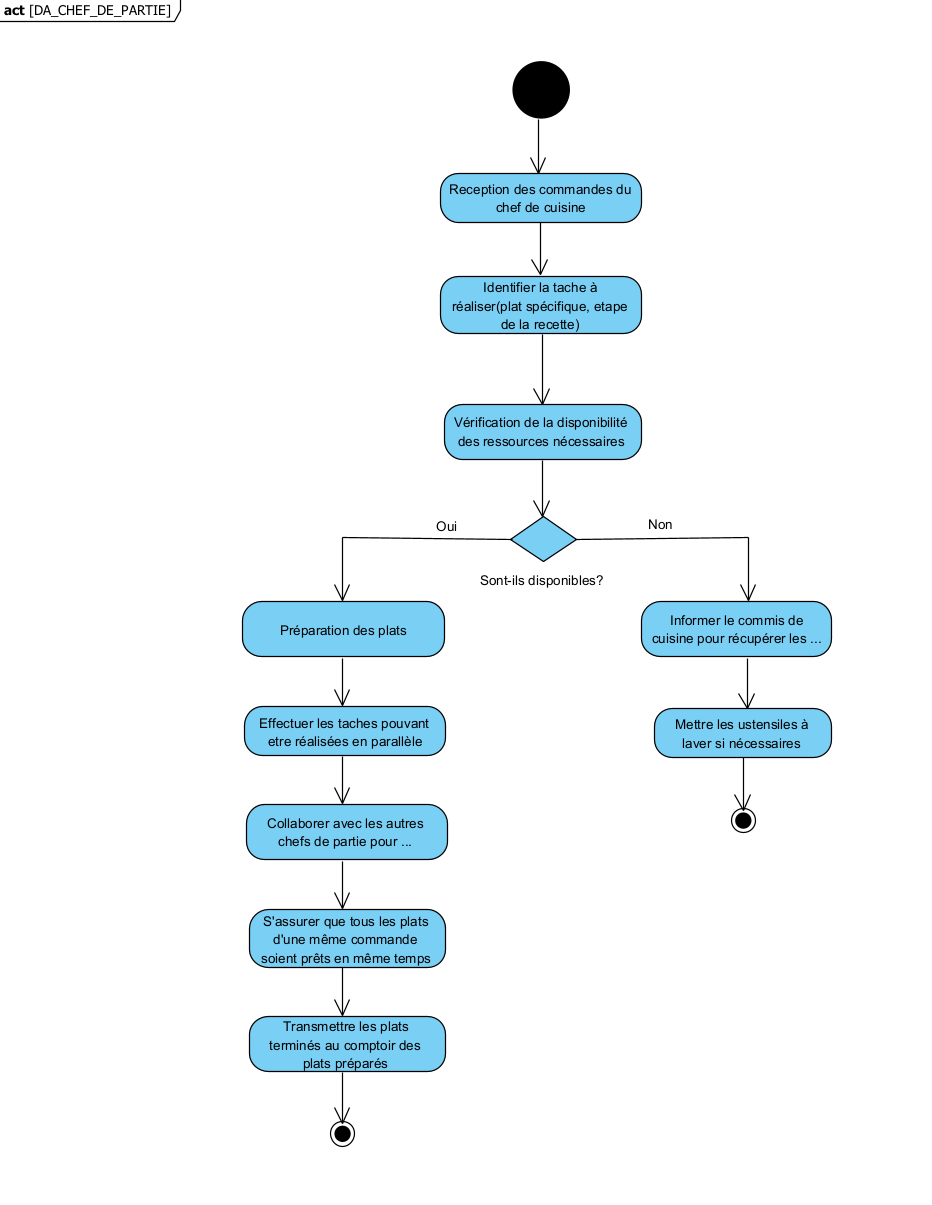 act [DA_CHEF_DE_PARTIE]
Reception des commandes du
chef de cuisine
Identifier la tache à
réaliser(plat spécifique, etape
de la recette)
Vérification de la disponibilité
des ressources nécessaires
Oui
Non
Sont-ils disponibles?
Préparation des plats
Effectuer les taches pouvant
etre réalisées en parallèle
Collaborer avec les autres
chefs de partie pour ...
S'assurer que tous les plats
d'une même commande
soient prêts en même temps
Transmettre les plats
terminés au comptoir des
plats préparés
Informer le commis de
cuisine pour récupérer les ...
Mettre les ustensiles à
laver si nécessaires